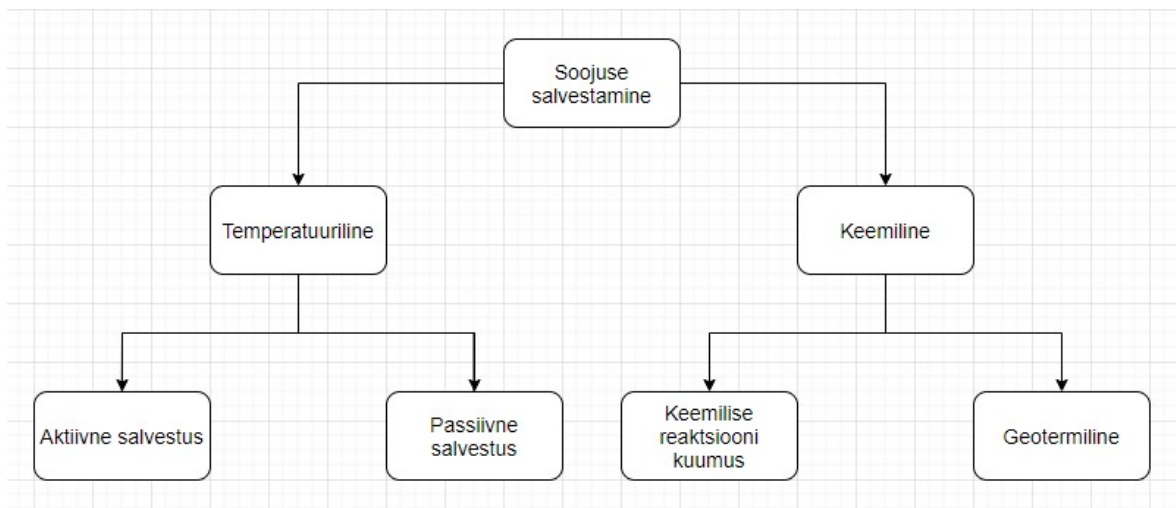 Soojuse
salvestamine
Temperatuuriline
Keemiline
Aktiivne salvestus
Passiivne
salvestus
Keemilise
reaktsiooni
kuumus
Geotermiline